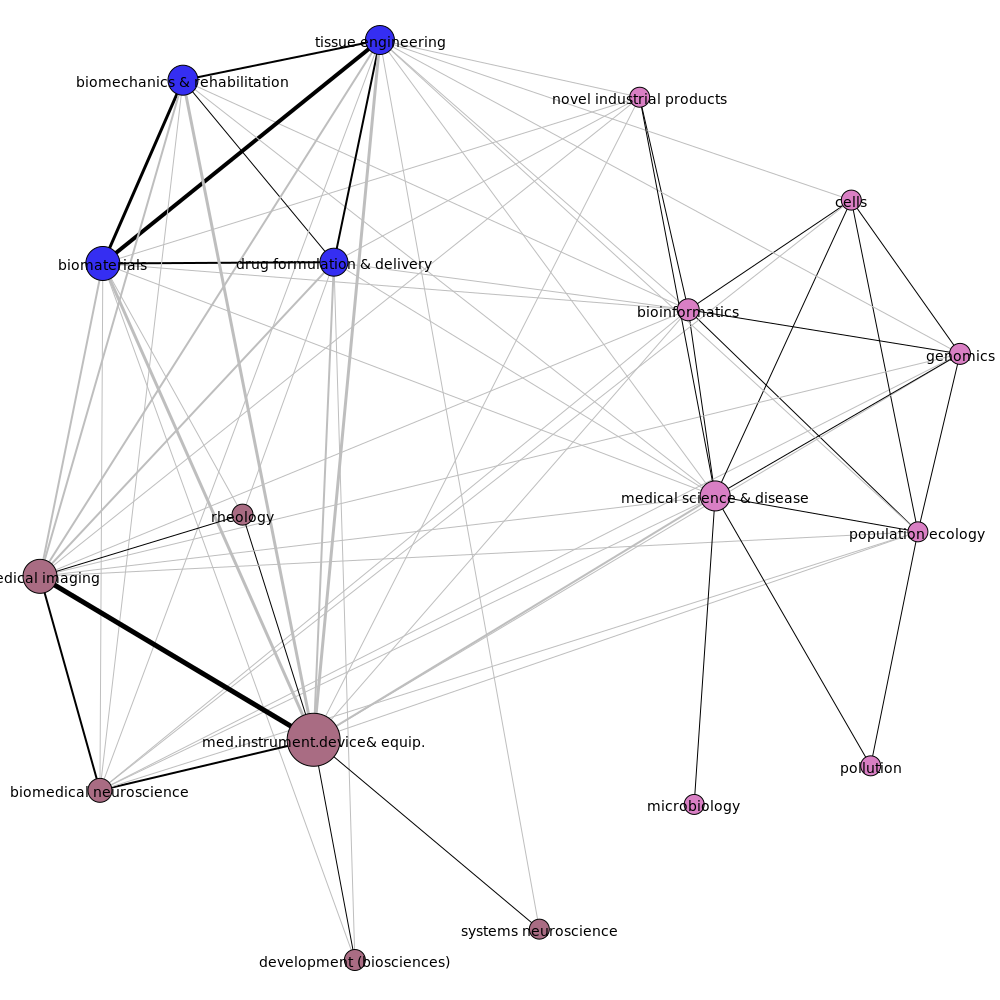 tissue engineering
biomechanics & rehabilitation
novel industrial products
cells
biomaterials
drug formulation & delivery
bioinformatics
genomics
medical science & disease
rheology
population ecology
edical imaging
med.instrument.device& equip.
pollution
biomedical neuroscience
microbiology
systems neuroscience
development (biosciences)